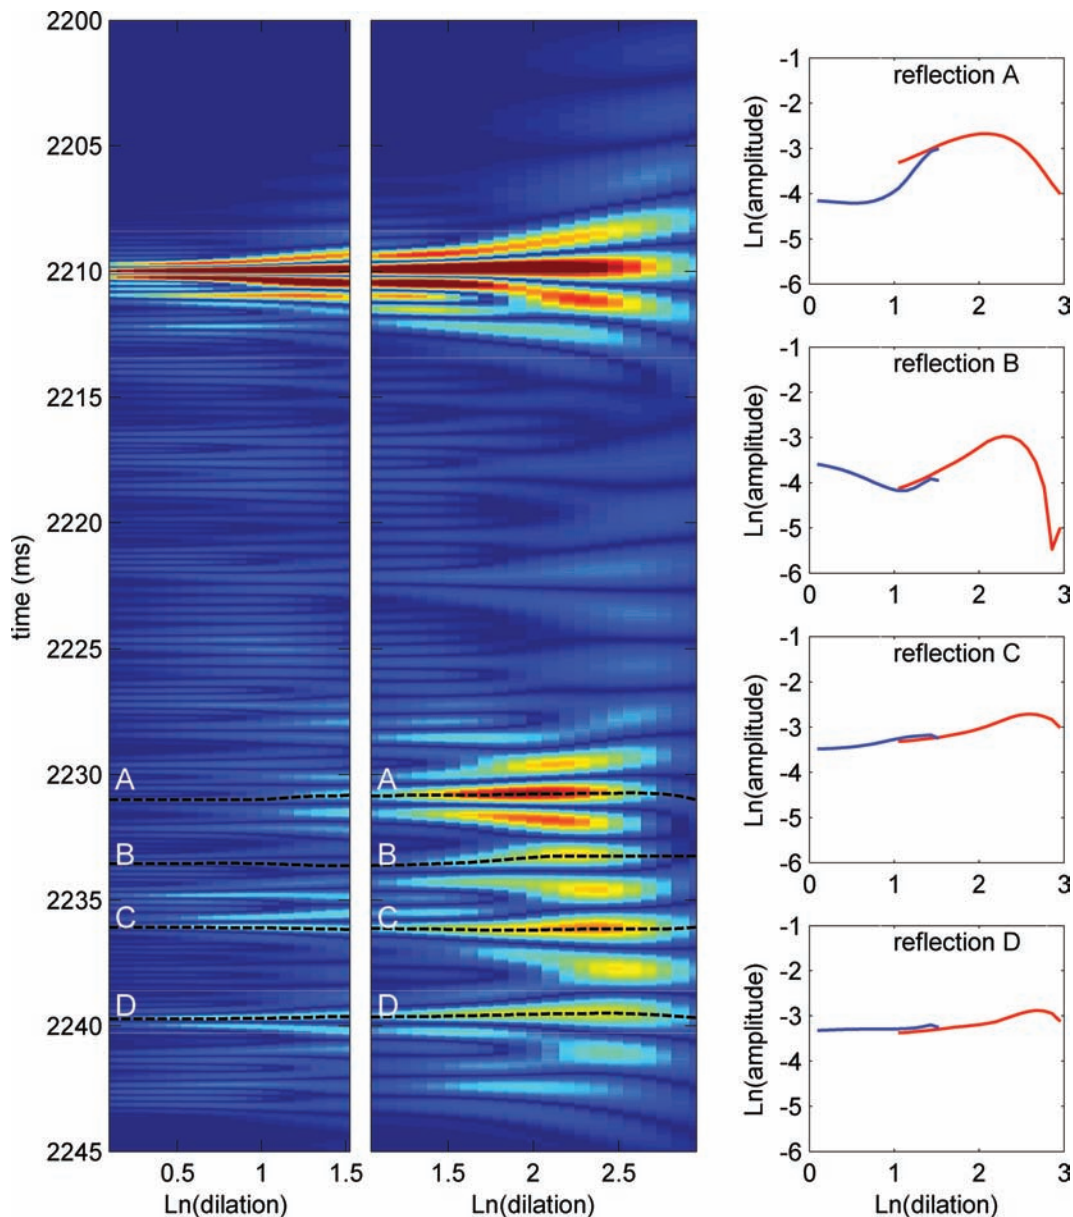 2200
2205
2210
2215
2220
2225
2230
2235
2240
2245
time (ms)
A
B
C
D
A
B
C
D
0.5 1 1.5
Ln(dilation)
1.5 2 2.5
Ln(dilation)
reflection A
-1
-2
-3
-4
-5
-6
Ln(amplitude)
0 1 2 3
reflection B
-1
-2
-3
-4
-5
-6
Ln(amplitude)
0 1 2 3
reflection C
-1
-2
-3
-4
-5
-6
Ln(amplitude)
0 1 2 3
reflection D
-1
-2
-3
-4
-5
-6
Ln(amplitude)
0 1 2 3
Ln(dilation)